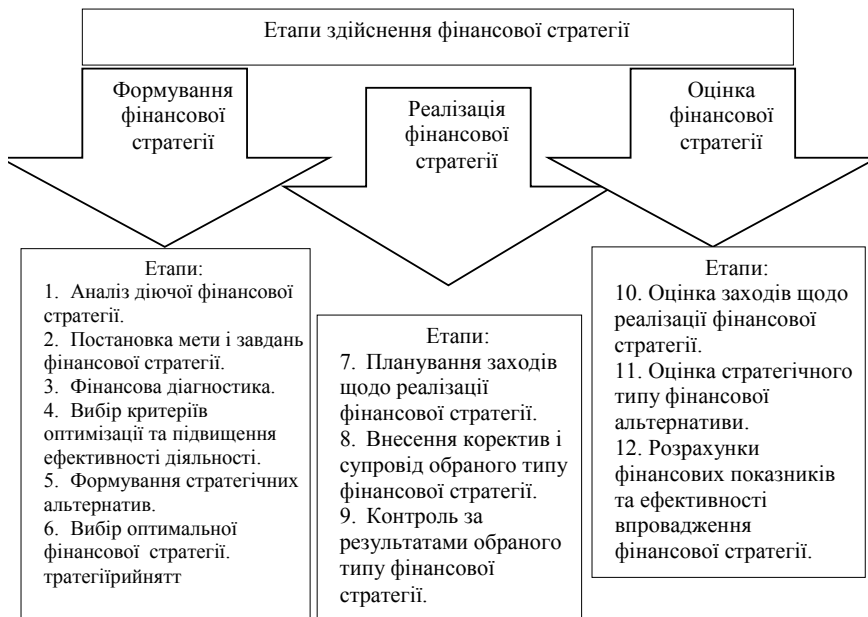 Етапи здійснення фінансової стратегії
Формування
фінансової
стратегії
Реалізація
фінансової
стратегії
Оцінка
фінансової
стратегії
Етапи:
1. Аналіз діючої фінансової
стратегії.
2. Постановка мети і завдань
фінансової стратегії.
3. Фінансова діагностика.
4. Вибір критеріїв
оптимізації та підвищення
ефективності діяльності.
5. Формування стратегічних
альтернатив.
6. Вибір оптимальної
фінансової стратегії.
тратегіїрийнятт
Етапи:
7. Планування заходів
щодо реалізації
фінансової стратегії.
8. Внесення коректив і
супровід обраного типу
фінансової стратегії.
9. Контроль за
результатами обраного
типу фінансової
стратегії.
Етапи:
10. Оцінка заходів щодо
реалізації фінансової
стратегії.
11. Оцінка стратегічного
типу фінансової
альтернативи.
12. Розрахунки
фінансових показників
та ефективності
впровадження
фінансової стратегії.